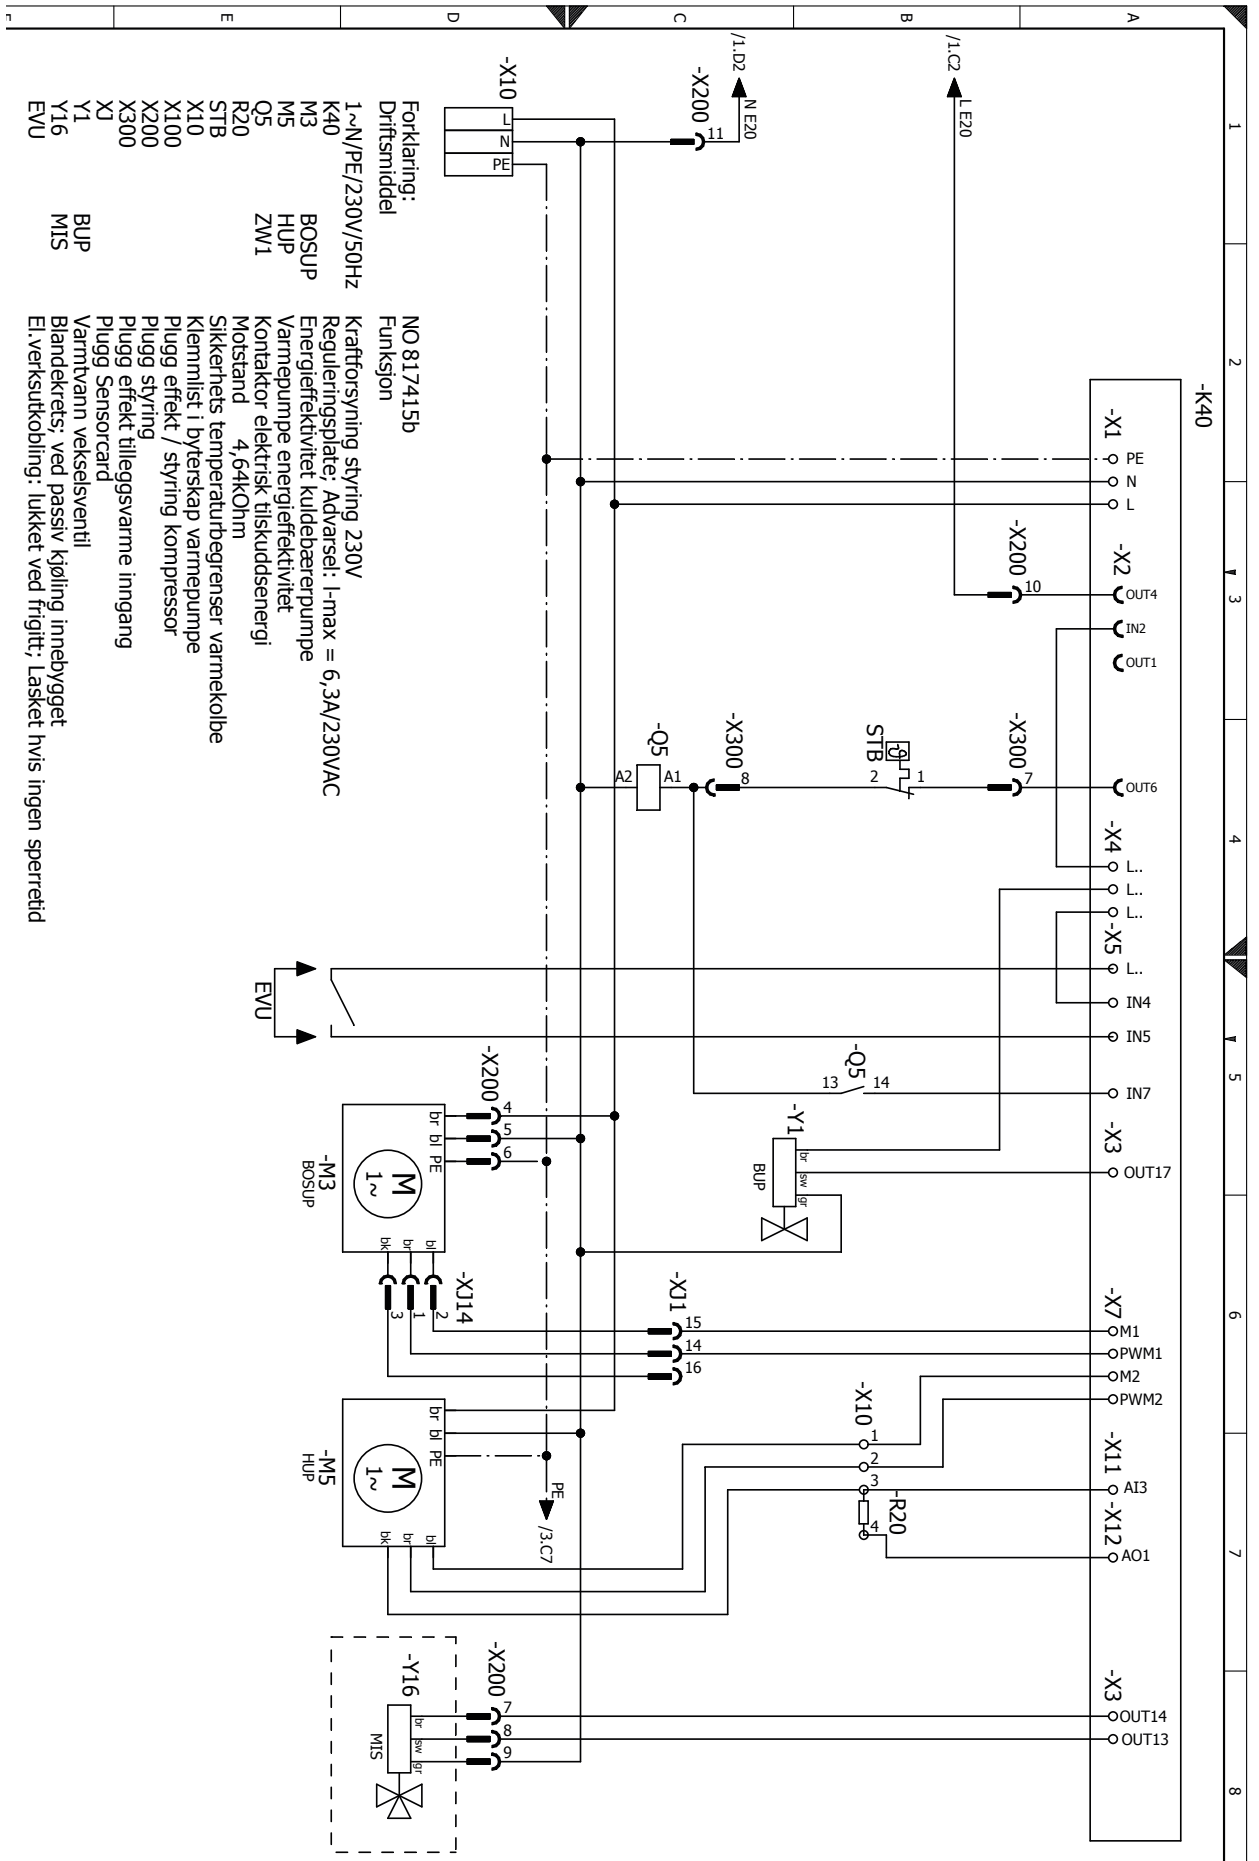 1 2 3 4 5 6 7 8
A
B
C
D
E
F
-K40
-X1
PE
N
L
-X2
OUT4
IN2
OUT1
OUT6
-X4
L..
L..
L..
-X5
L..
IN4
IN5
IN7
-X3
OUT17
-X7
M1
PWM1
M2
PWM2
-X11
AI3
-X12
AO1
-X3
OUT14
OUT13
/1.C2
L E20
-X200
10
-X300
7
STB
1
2
-X300
8
-Q5
A1
A2
-Q5
14
13
-Y1
br
sw
gr
BUP
-X10
1
2
3
4
-R20
/1.D2
N E20
-X200
11
-XJ1
15
14
16
-X10
L
N
PE
PE
/3.C7
EVU
-X200
4
5
6
br
bl
PE
M
1~
-M3
BOSUP
bl
br
bk
-XJ14
2
1
3
br
bl
PE
M
1~
-M5
HUP
bl
br
bk
-X200
7
8
9
-Y16
br
sw
gr
MIS
Forklaring: NO 817415b
Driftsmiddel Funksjon
1~N/PE/230V/50Hz Kraftforsyning styring 230V
K40 Reguleringsplate; Advarsel: I-max = 6,3A/230VAC
M3 BOSUP Energieffektivitet kuldebærerpumpe
M5 HUP Varmepumpe energieffektivitet
Q5 ZW1 Kontaktor elektrisk tilskuddsenergi
R20 Motstand 4,64kOhm
STB Sikkerhets temperaturbegrenser varmekolbe
X10 Klemmlist i byterskap varmepumpe
X100 Plugg effekt / styring kompressor
X200 Plugg styring
X300 Plugg effekt tilleggsvarme inngang
XJ Plugg Sensorcard
Y1 BUP Varmtvann vekselsventil
Y16 MIS Blandekrets; ved passiv kjøling innebygget
EVU El.verksutkobling: lukket ved frigitt; Lasket hvis ingen sperretid